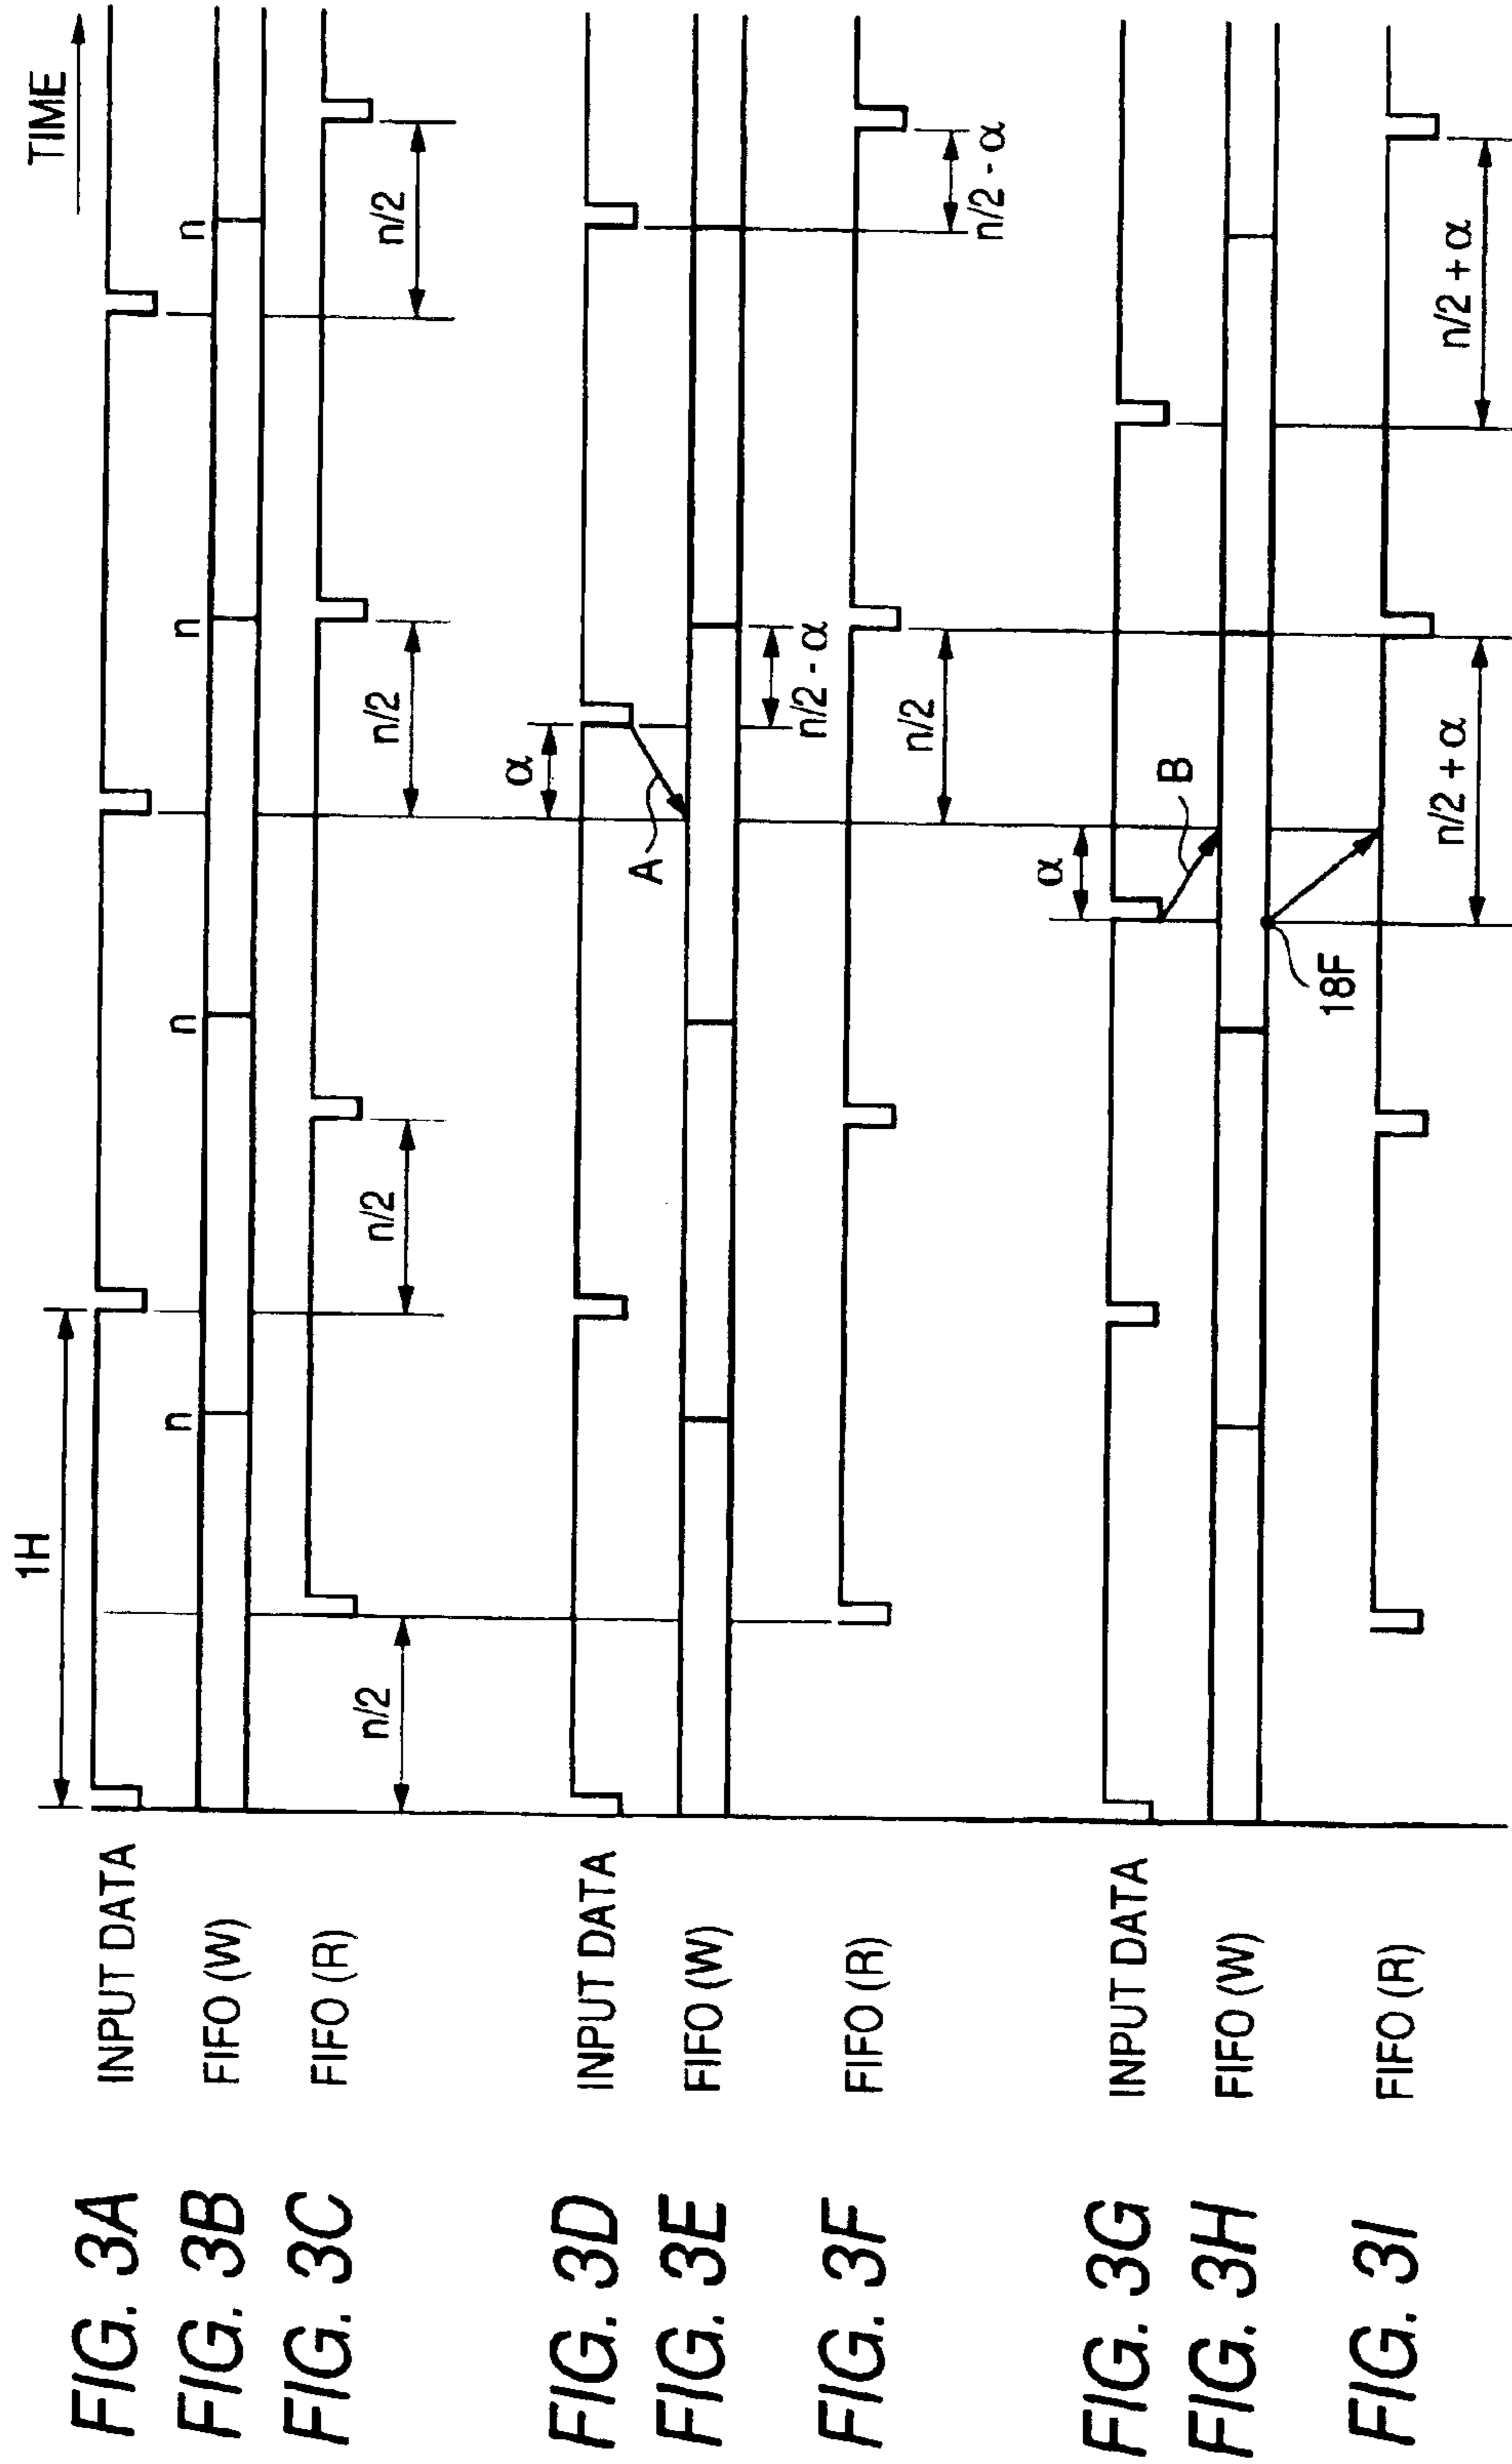 TIME
1H
FIG. 3A INPUT DATA
n n n n
FIG. 3B FIFO (W)
FIG. 3C FIFO (R)
n/2 n/2 n/2 n/2
α
FIG. 3D INPUT DATA
A
FIG. 3E FIFO (W)
n/2 - α
FIG. 3F FIFO (R)
n/2 n/2 - α
α
FIG. 3G INPUT DATA
B
FIG. 3H FIFO (W)
18F
FIG. 3I FIFO (R)
n/2 + α n/2 + α